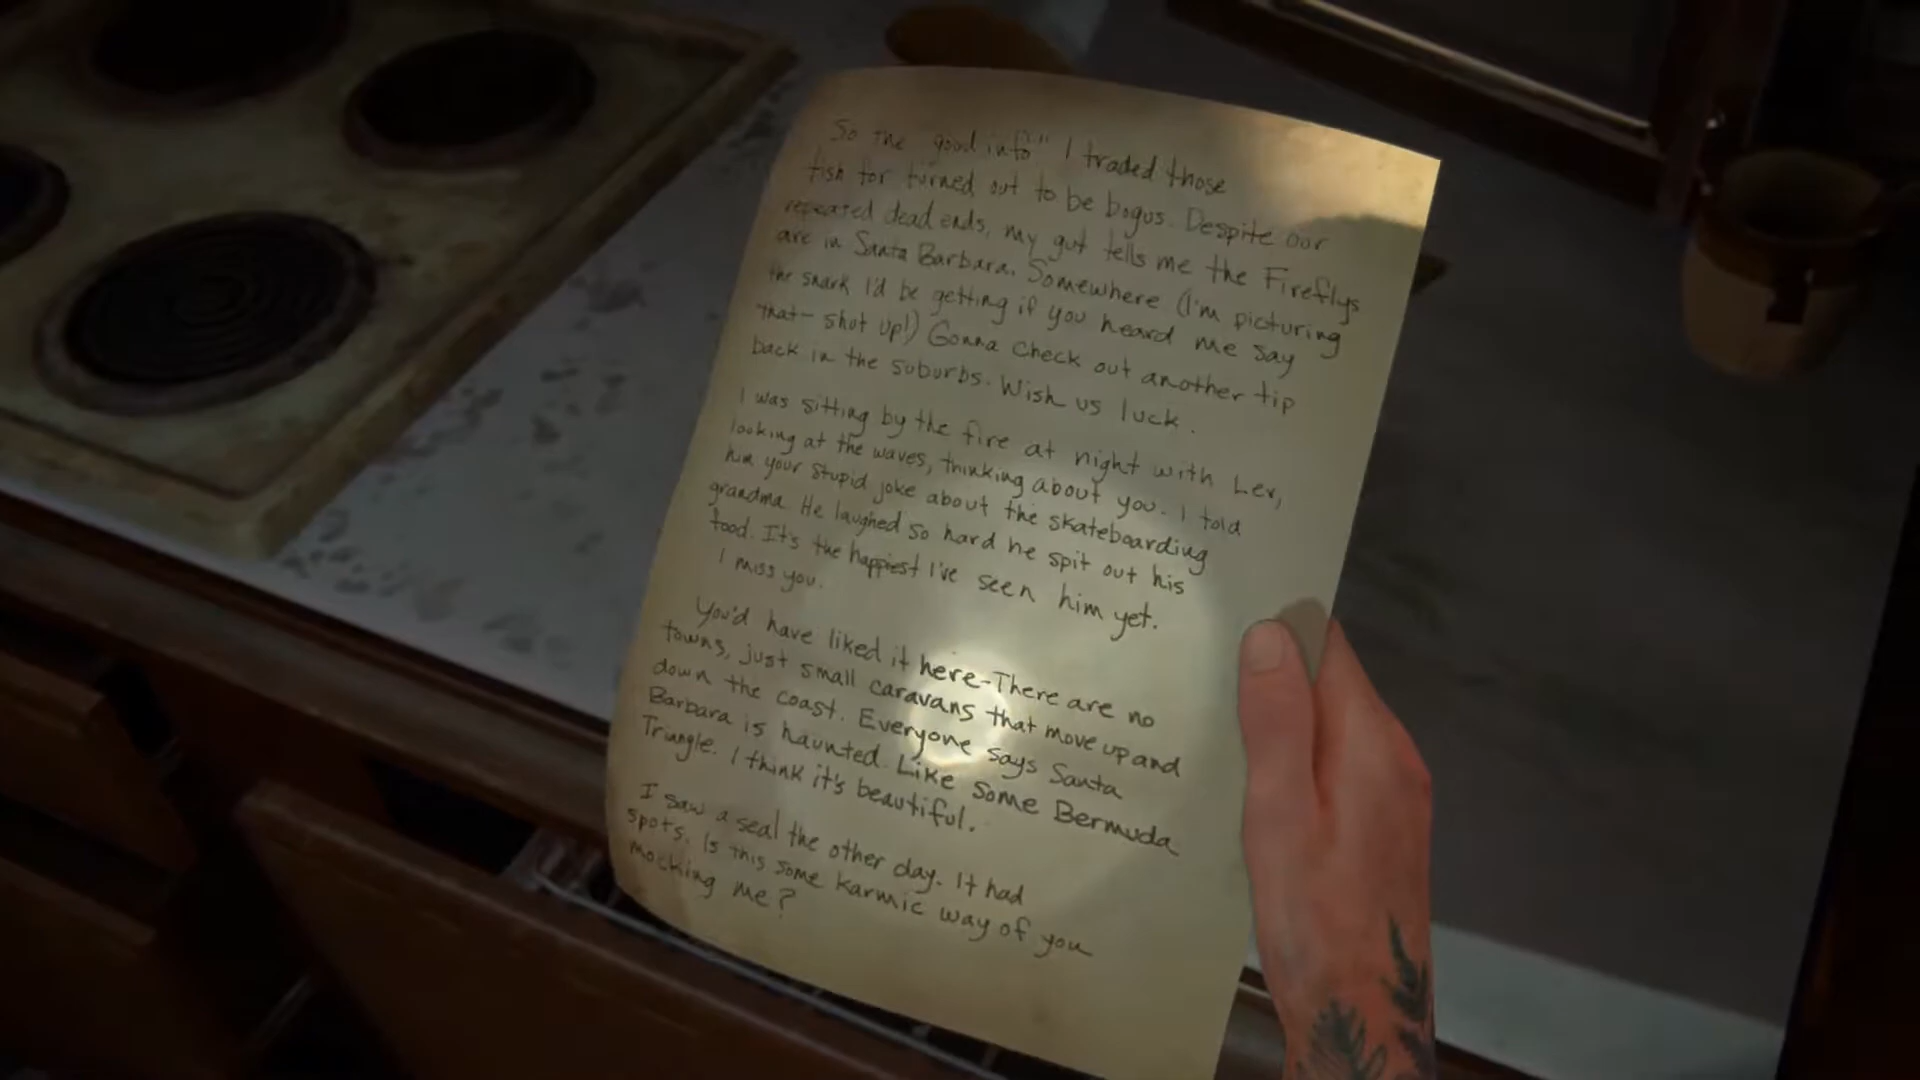 So the "good info" I traded those
fish for turned out to be bogus. Despite our
repeated dead ends, my gut tells me the Fireflys
are in Santa Barbara. Somewhere (I'm picturing
the snark I'd be getting if you heard me say
that- shut up!) Gonna check out another tip
back in the suburbs. Wish us luck.
I was sitting by the fire at night with Lev,
looking at the waves, thinking about you. I told
him your stupid joke about the skateboarding
grandma. He laughed so hard he spit out his
food. It's the happiest I've seen him yet.
I miss you.
You'd have liked it here-There are no
towns, just small caravans that move up and
down the coast. Everyone says Santa
Barbara is haunted. Like some Bermuda
Triangle. I think it's beautiful.
I saw a seal the other day. It had
spots. Is this some karmic way of you
mocking me?